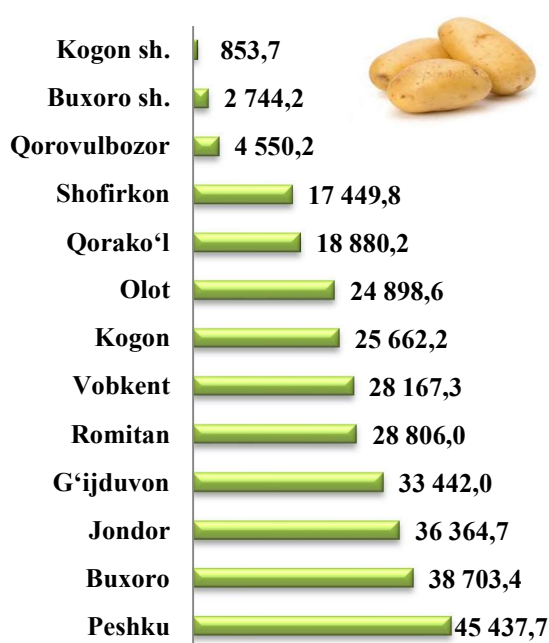 Kogon sh. 853,7
Buxoro sh. 2 744,2
Qorovulbozor 4 550,2
Shofirkon 17 449,8
Qorako‘l 18 880,2
Olot 24 898,6
Kogon 25 662,2
Vobkent 28 167,3
Romitan 28 806,0
G‘ijduvon 33 442,0
Jondor 36 364,7
Buxoro 38 703,4
Peshku 45 437,7